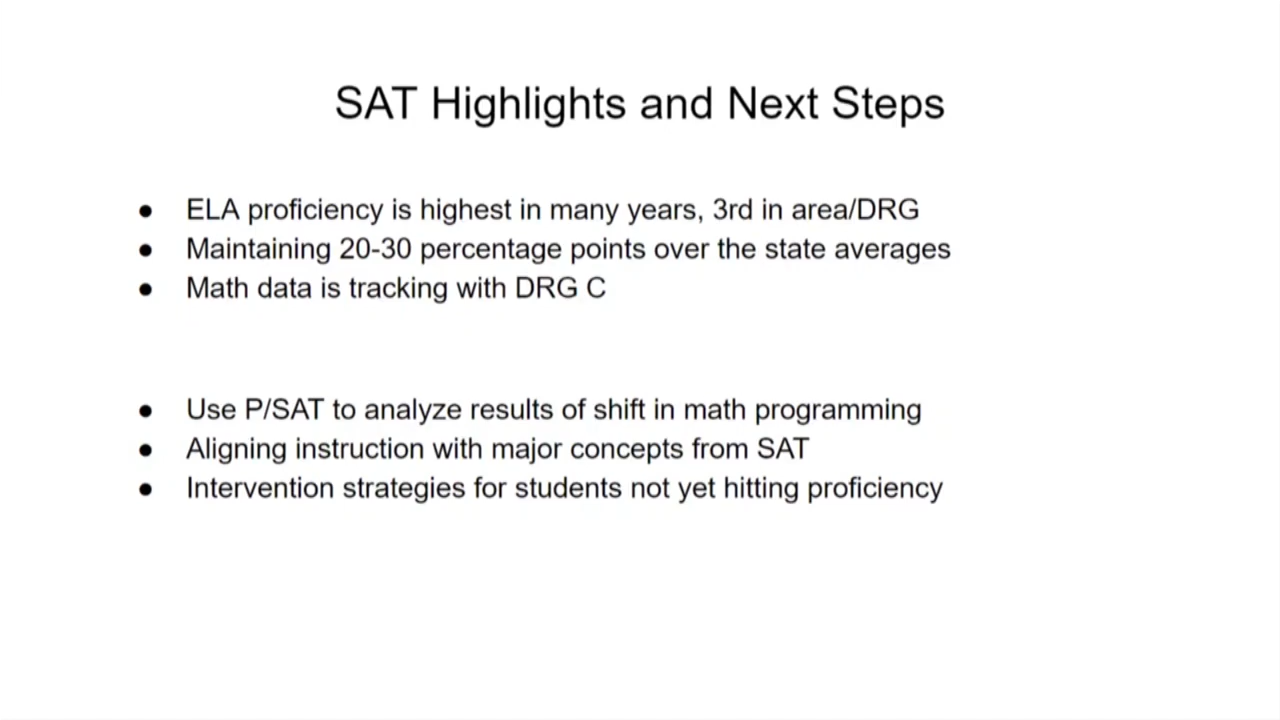 SAT Highlights and Next Steps
● ELA proficiency is highest in many years, 3rd in area/DRG
● Maintaining 20-30 percentage points over the state averages
● Math data is tracking with DRG C
● Use P/SAT to analyze results of shift in math programming
● Aligning instruction with major concepts from SAT
● Intervention strategies for students not yet hitting proficiency